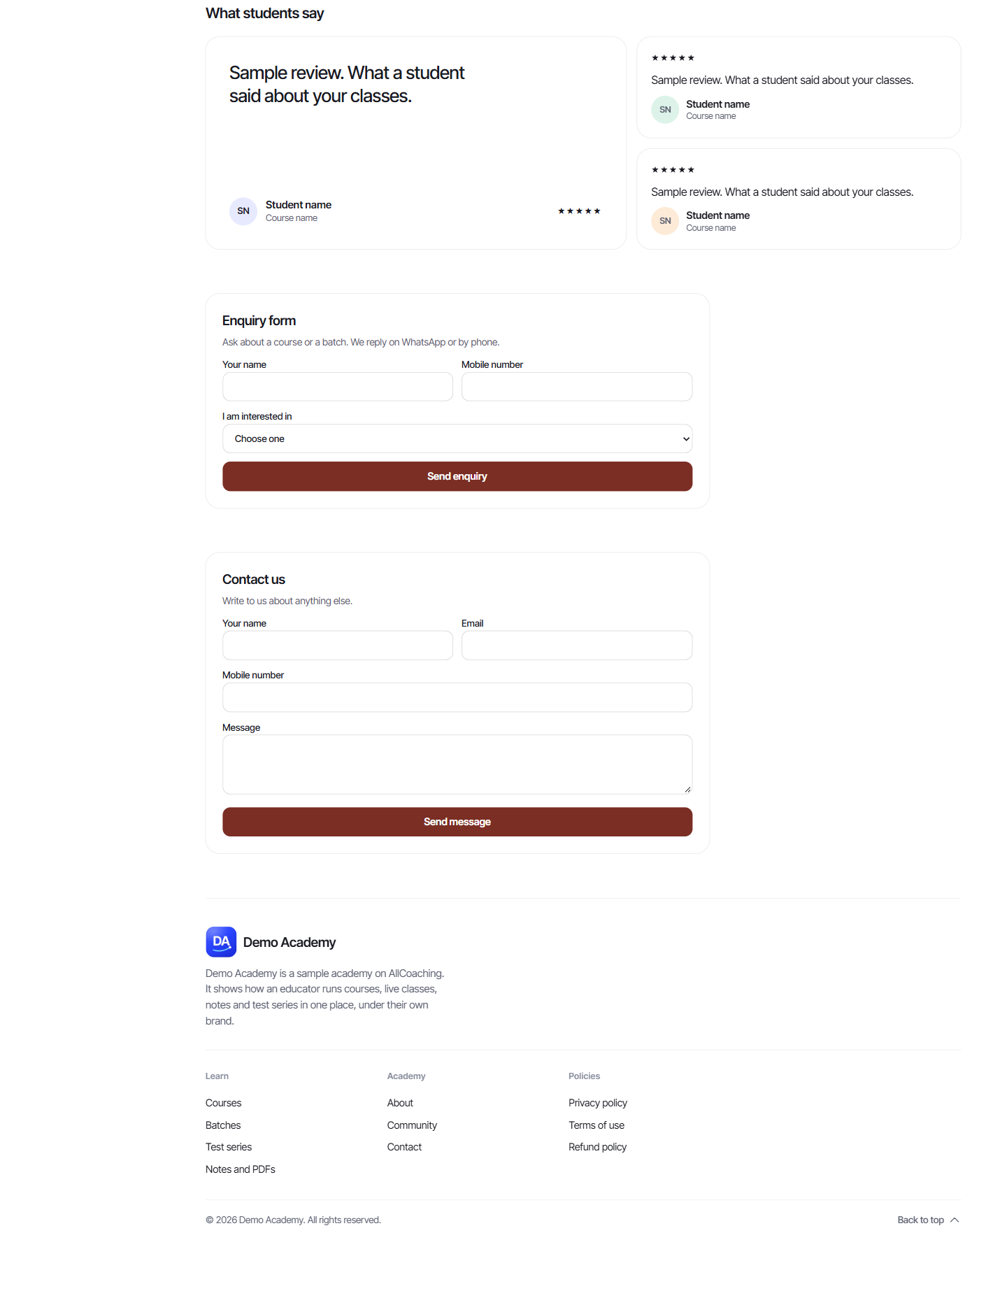 What students say
Sample review. What a student
said about your classes.
SN
Student name
Course name
★★★★★
★★★★★
Sample review. What a student said about your classes.
SN
Student name
Course name
★★★★★
Sample review. What a student said about your classes.
SN
Student name
Course name
Enquiry form
Ask about a course or a batch. We reply on WhatsApp or by phone.
Your name
Mobile number
I am interested in
Choose one
Send enquiry
Contact us
Write to us about anything else.
Your name
Email
Mobile number
Message
Send message
DA
Demo Academy
Demo Academy is a sample academy on AllCoaching.
It shows how an educator runs courses, live classes,
notes and test series in one place, under their own
brand.
Learn
Courses
Batches
Test series
Notes and PDFs
Academy
About
Community
Contact
Policies
Privacy policy
Terms of use
Refund policy
© 2026 Demo Academy. All rights reserved.
Back to top